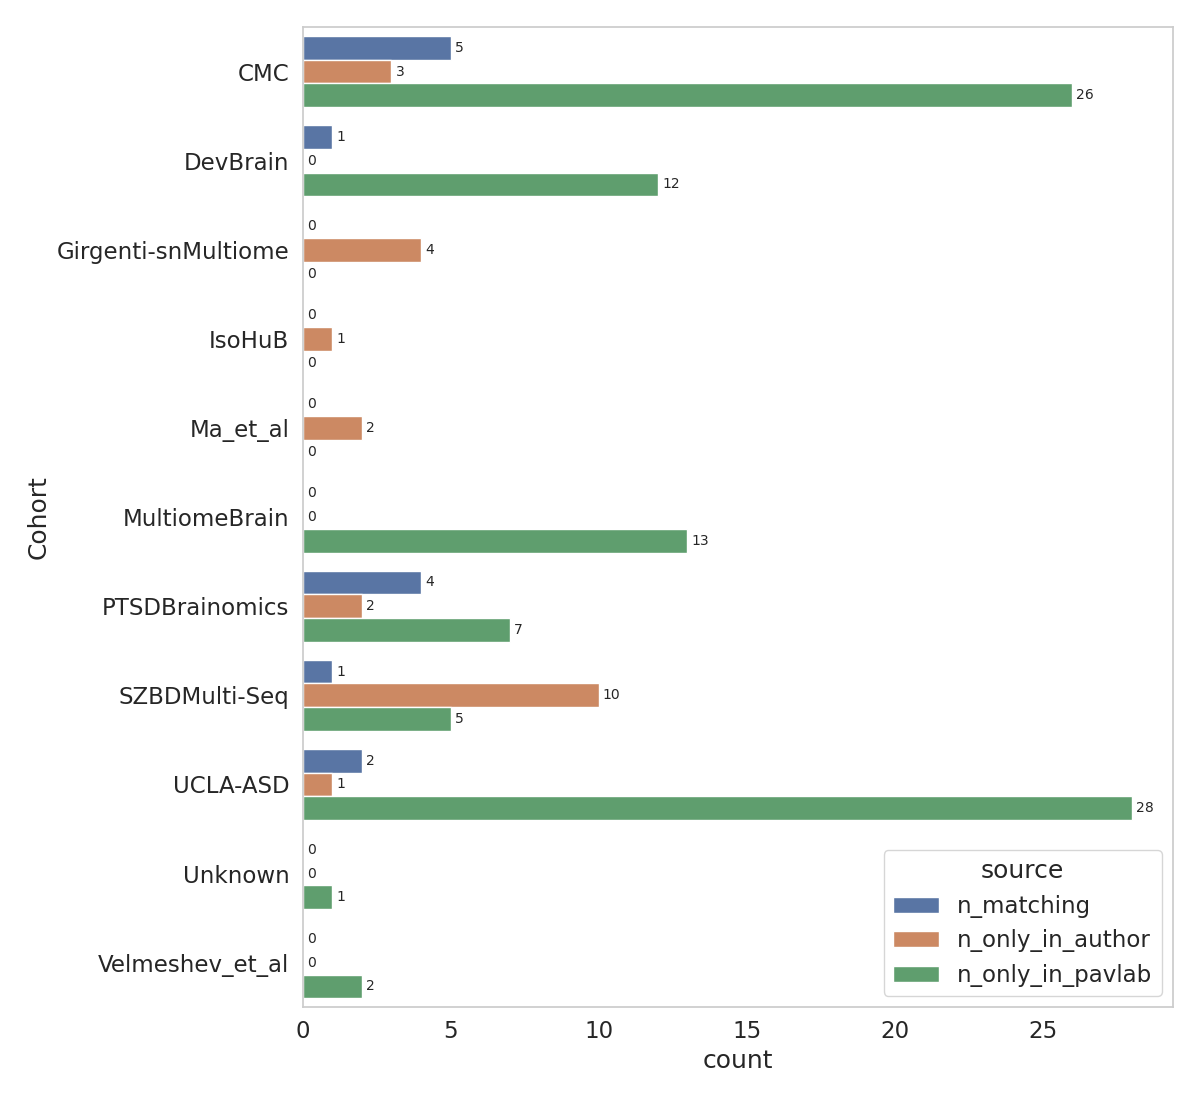 CMC
5
3
26
DevBrain
1
0
12
Girgenti-snMultiome
0
4
0
IsoHuB
0
1
0
Ma_et_al
0
2
0
MultiomeBrain
0
0
13
PTSDBrainomics
4
2
7
SZBDMulti-Seq
1
10
5
UCLA-ASD
2
1
28
Unknown
0
0
1
Velmeshev_et_al
0
0
2
Cohort
0 5 10 15 20 25
count
source
n_matching
n_only_in_author
n_only_in_pavlab